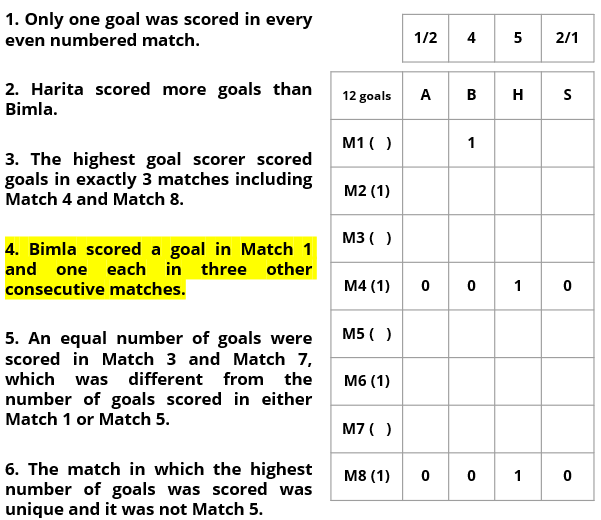 1. Only one goal was scored in every
even numbered match.
2. Harita scored more goals than
Bimla.
3. The highest goal scorer scored
goals in exactly 3 matches including
Match 4 and Match 8.
4. Bimla scored a goal in Match 1
and one each in three other
consecutive matches.
5. An equal number of goals were
scored in Match 3 and Match 7,
which was different from the
number of goals scored in either
Match 1 or Match 5.
6. The match in which the highest
number of goals was scored was
unique and it was not Match 5.
1/2 4 5 2/1
12 goals A B H S
M1 ( ) 1
M2 (1)
M3 ( )
M4 (1) 0 0 1 0
M5 ( )
M6 (1)
M7 ( )
M8 (1) 0 0 1 0